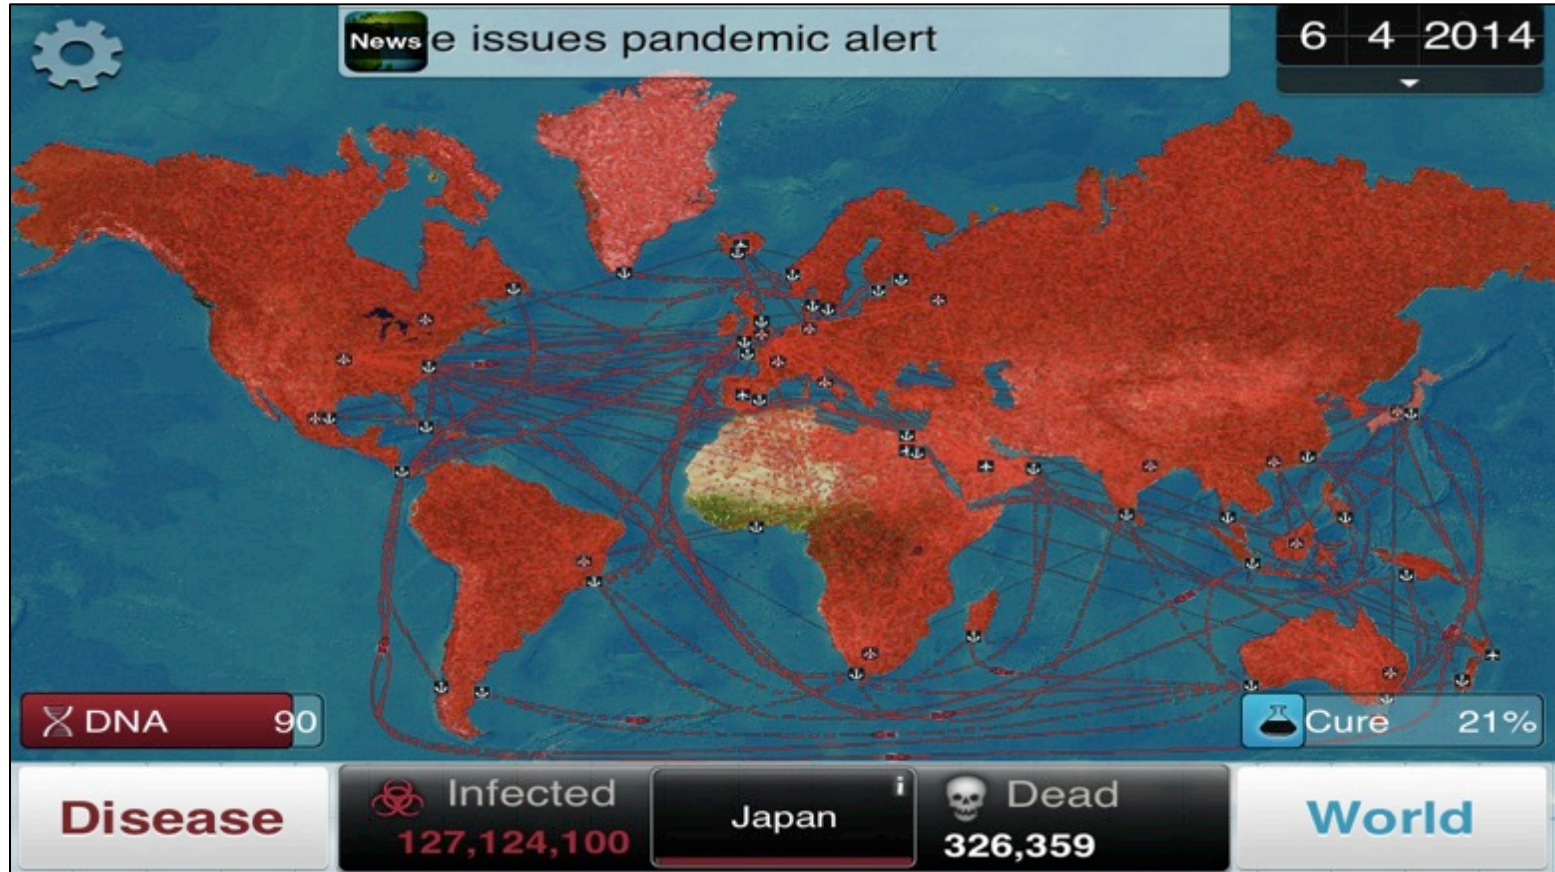 News e issues pandemic alert
6 4 2014
DNA 90
Cure 21%
Disease
Infected
127,124,100
Japan
i
Dead
326,359
World